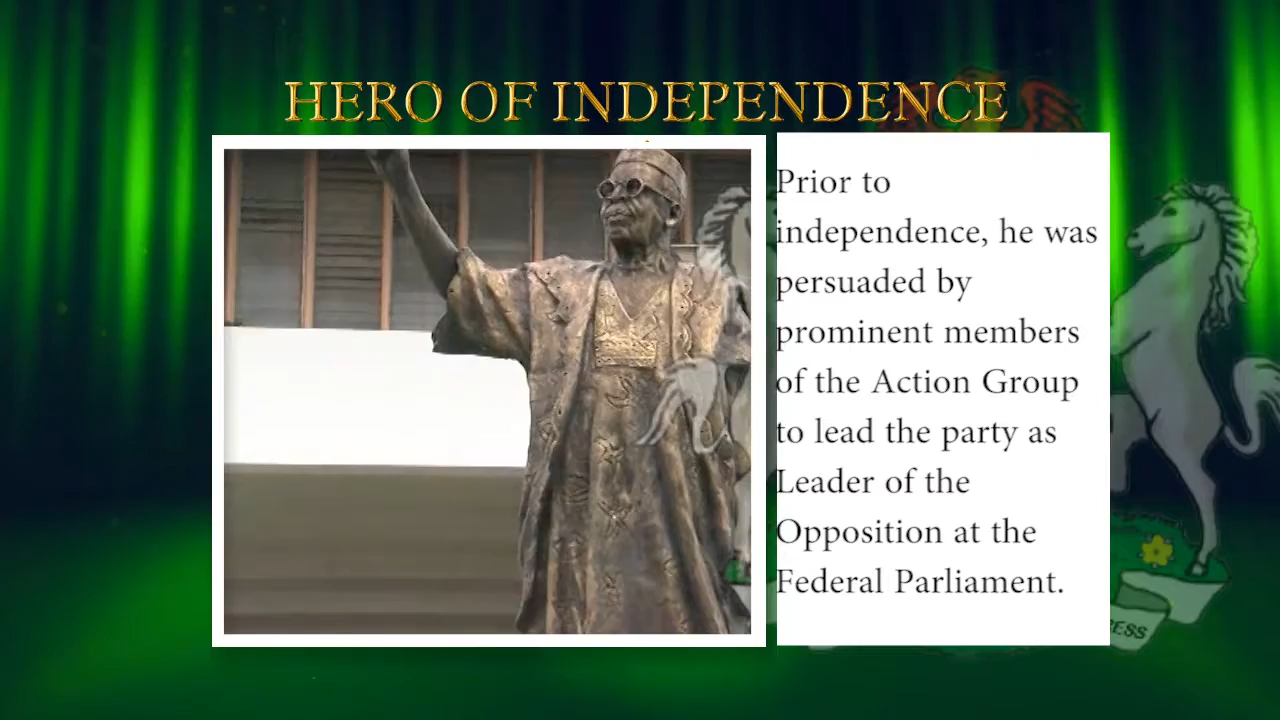 HERO OF INDEPENDENCE
Prior to
independence, he was
persuaded by
prominent members
of the Action Group
to lead the party as
Leader of the
Opposition at the
Federal Parliament.